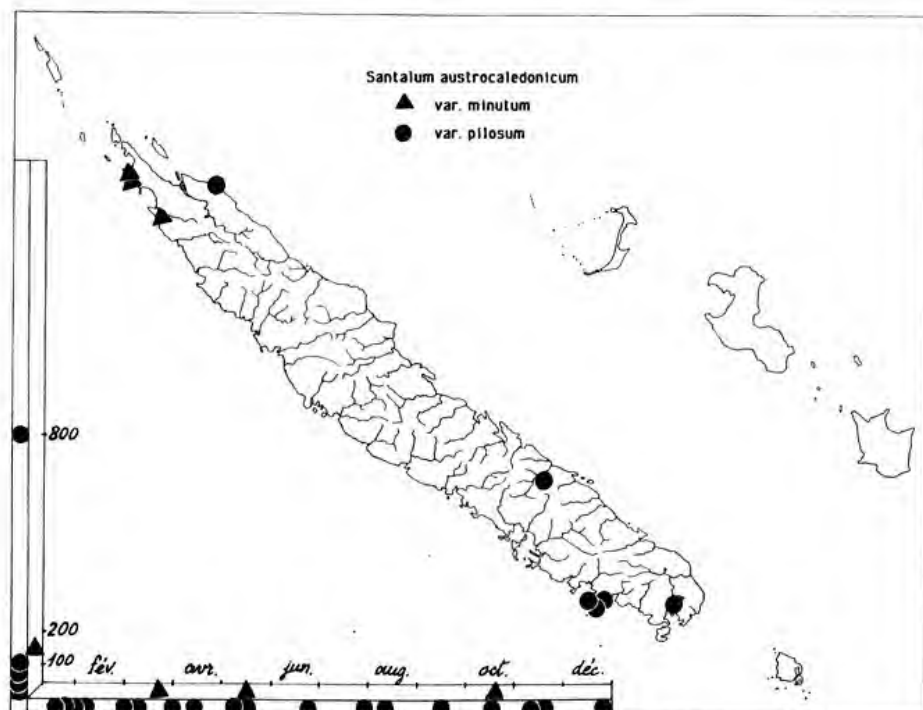 Santalum austrocaledonicum
var. minutum
var. pilosum
800
200
100
fév. avr. jun. aug. oct. déc.